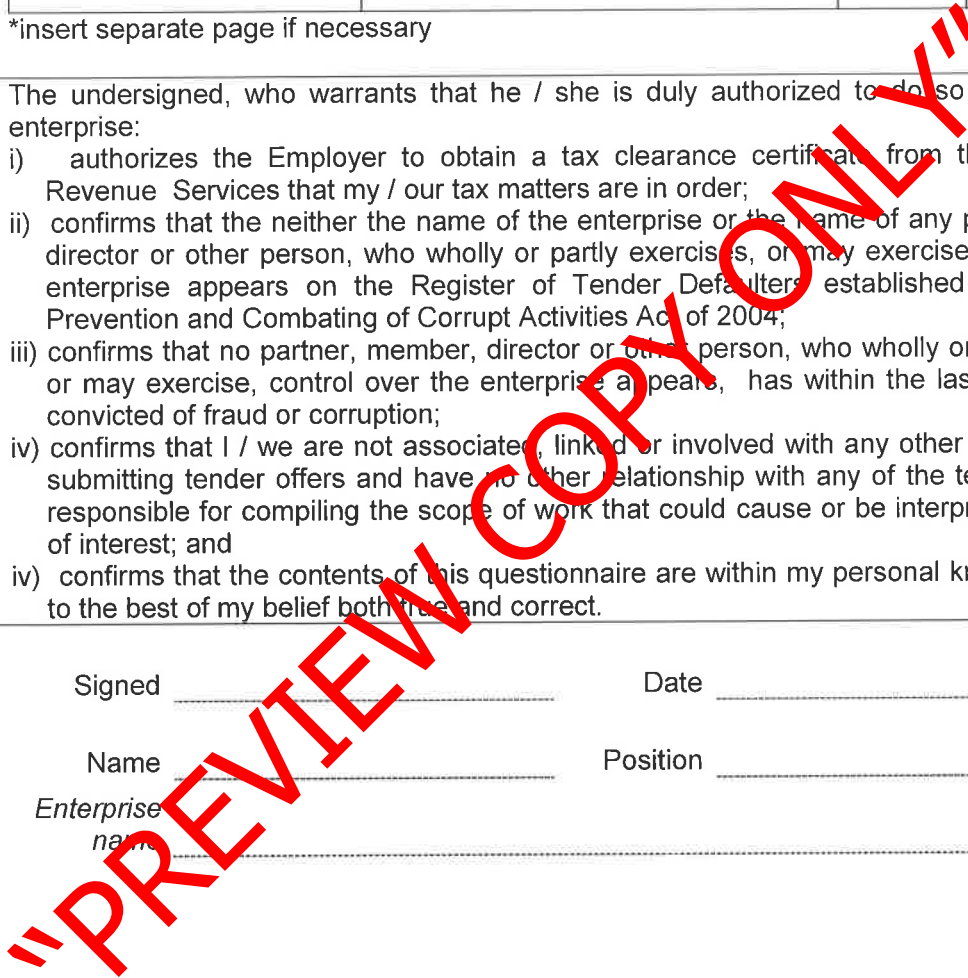 *insert separate page if necessary
The undersigned, who warrants that he / she is duly authorized to do so
enterprise:
i) authorizes the Employer to obtain a tax clearance certificate from
Revenue Services that my / our tax matters are in order;
ii) confirms that the neither the name of the enterprise or the name of any
director or other person, who wholly or partly exercises, or may exercise
enterprise appears on the Register of Tender Defaulters established
Prevention and Combating of Corrupt Activities Act of 2004;
iii) confirms that no partner, member, director or other person, who wholly or
or may exercise, control over the enterprise appears, has within the
convicted of fraud or corruption;
iv) confirms that I / we are not associated, linked or involved with any other
submitting tender offers and have no other relationship with any of the
responsible for compiling the scope of work that could cause or be
of interest; and
iv) confirms that the contents of this questionnaire are within my personal
to the best of my belief both true and correct.
Signed
Date
Name
Position
Enterprise
name
"PREVIEW COPY ONLY"